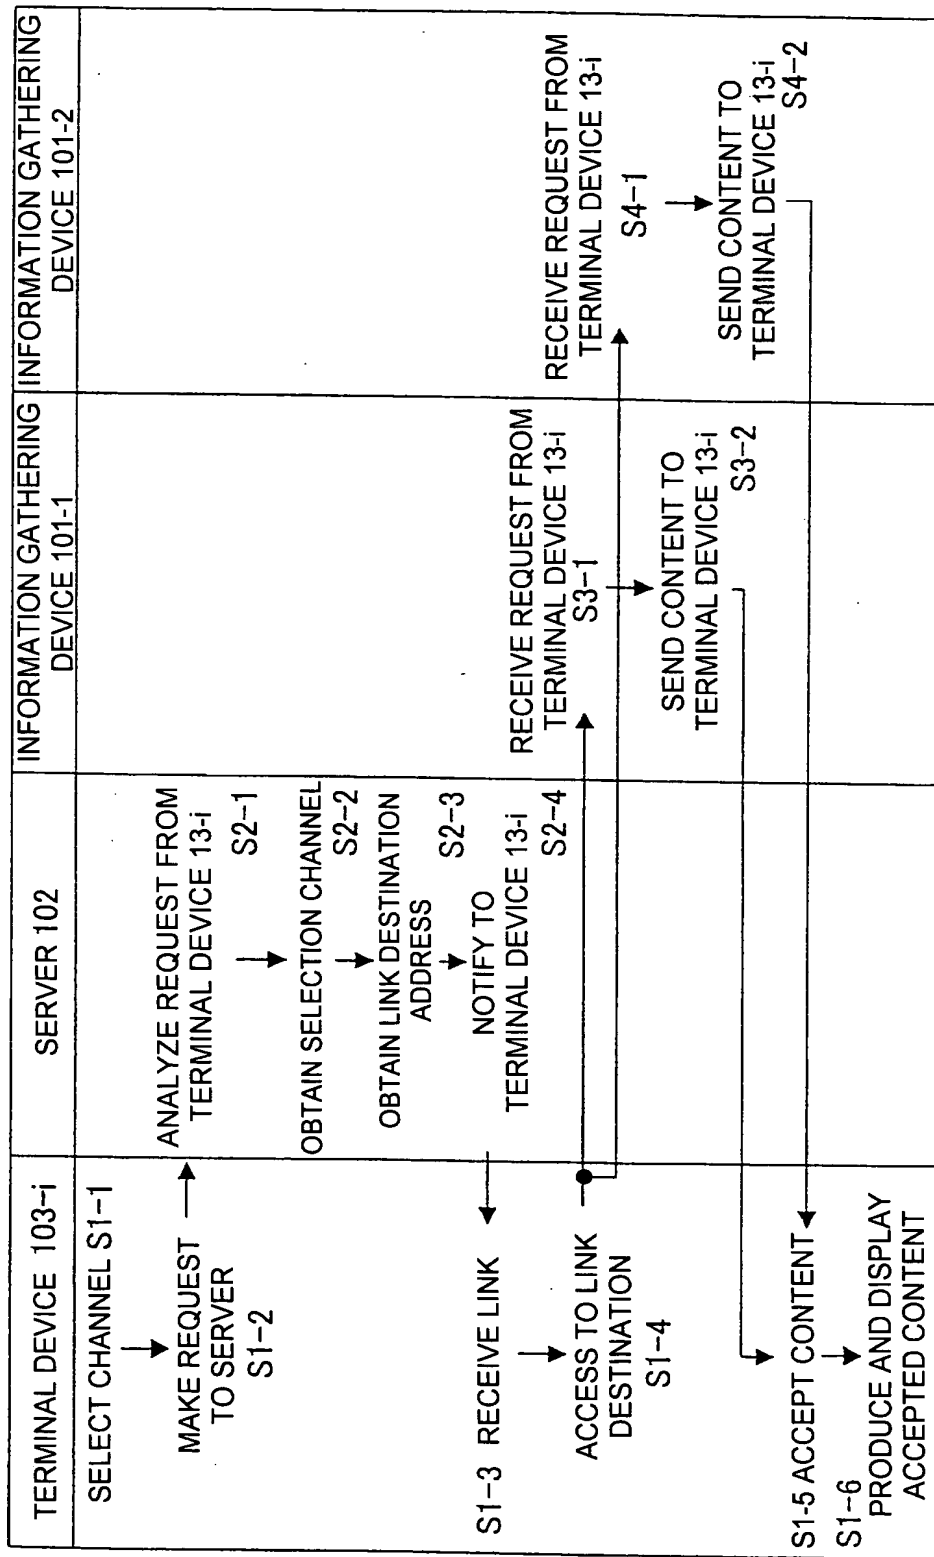 TERMINAL DEVICE 103-i
SERVER 102
INFORMATION GATHERING
DEVICE 101-1
INFORMATION GATHERING
DEVICE 101-2
SELECT CHANNEL S1-1
MAKE REQUEST
TO SERVER
S1-2
ANALYZE REQUEST FROM
TERMINAL DEVICE 13-i
S2-1
OBTAIN SELECTION CHANNEL
S2-2
OBTAIN LINK DESTINATION
ADDRESS
S2-3
NOTIFY TO
TERMINAL DEVICE 13-i
S2-4
S1-3 RECEIVE LINK
ACCESS TO LINK
DESTINATION
S1-4
RECEIVE REQUEST FROM
TERMINAL DEVICE 13-i
S3-1
SEND CONTENT TO
TERMINAL DEVICE 13-i
S3-2
RECEIVE REQUEST FROM
TERMINAL DEVICE 13-i
S4-1
SEND CONTENT TO
TERMINAL DEVICE 13-i
S4-2
S1-5 ACCEPT CONTENT
S1-6
PRODUCE AND DISPLAY
ACCEPTED CONTENT